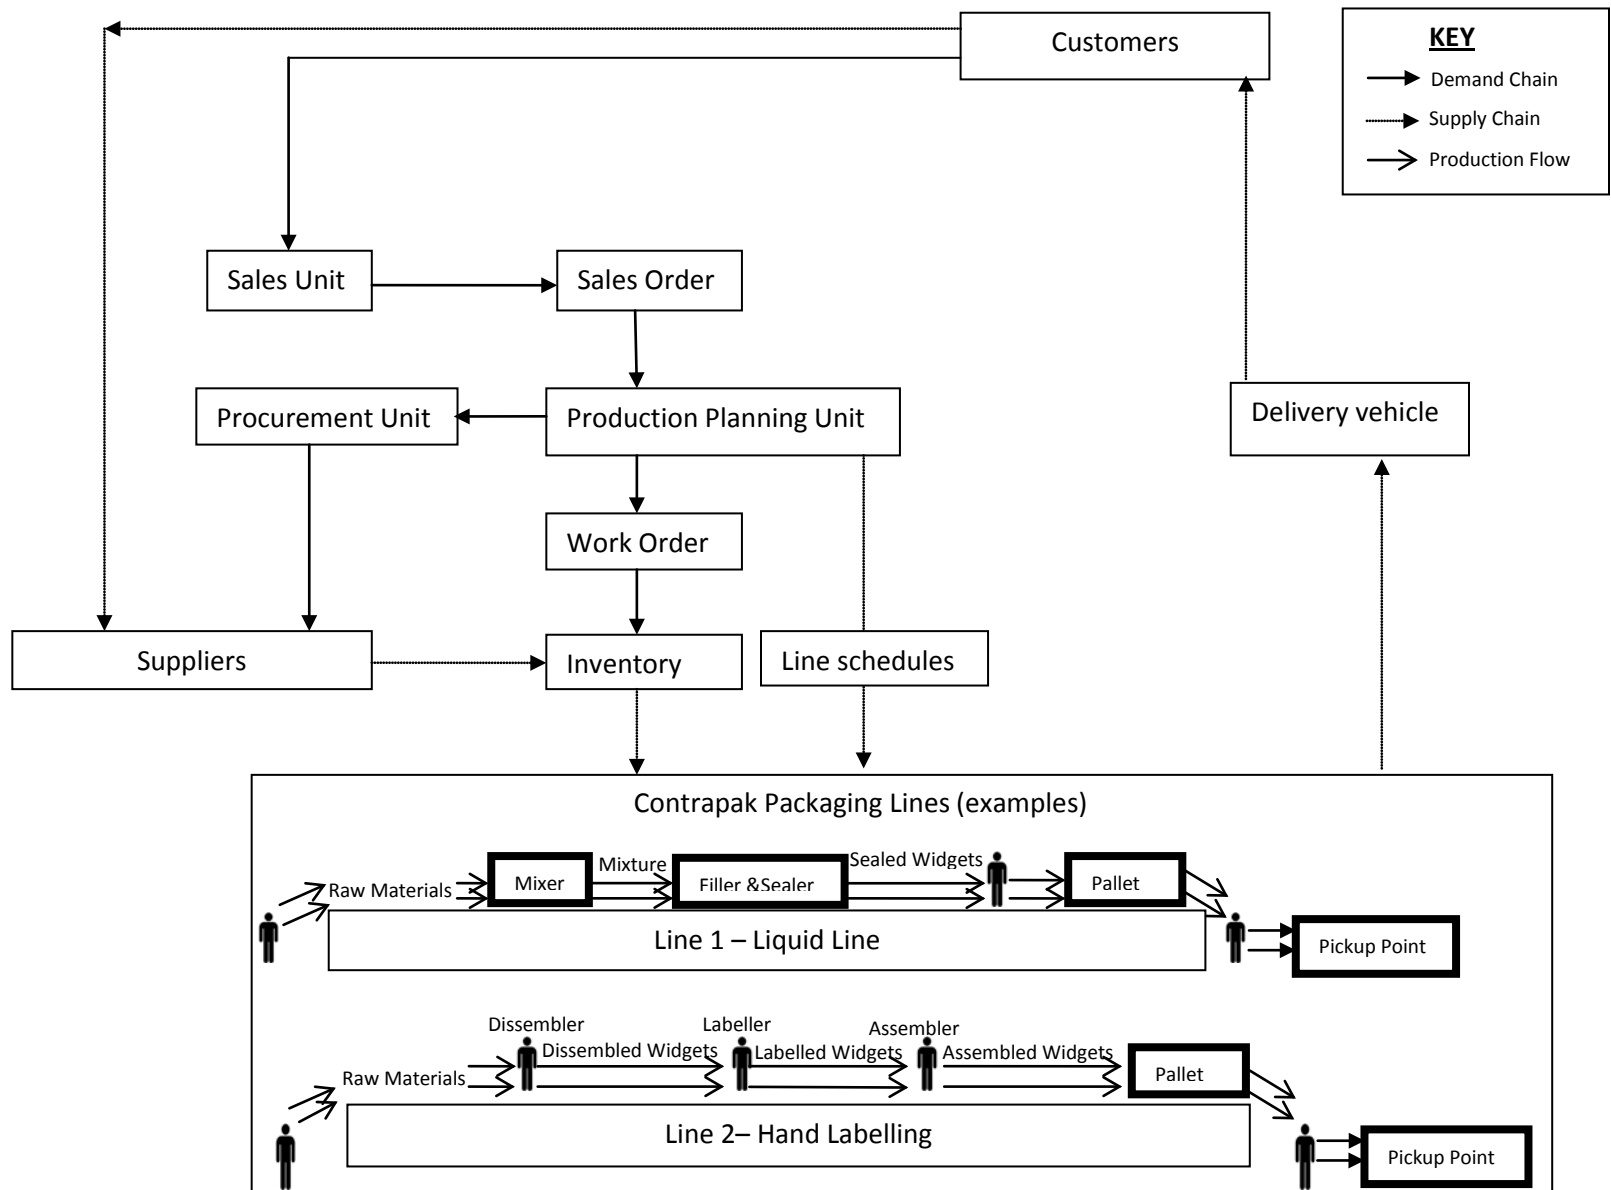 Customers
KEY
Demand Chain
Supply Chain
Production Flow
Sales Unit
Sales Order
Procurement Unit
Production Planning Unit
Delivery vehicle
Work Order
Suppliers
Inventory
Line schedules
Contrapak Packaging Lines (examples)
Raw Materials
Mixer
Mixture
Filler &Sealer
Sealed Widgets
Pallet
Line 1 – Liquid Line
Pickup Point
Dissembler
Labeller
Assembler
Raw Materials
Dissembled Widgets
Labelled Widgets
Assembled Widgets
Pallet
Line 2– Hand Labelling
Pickup Point